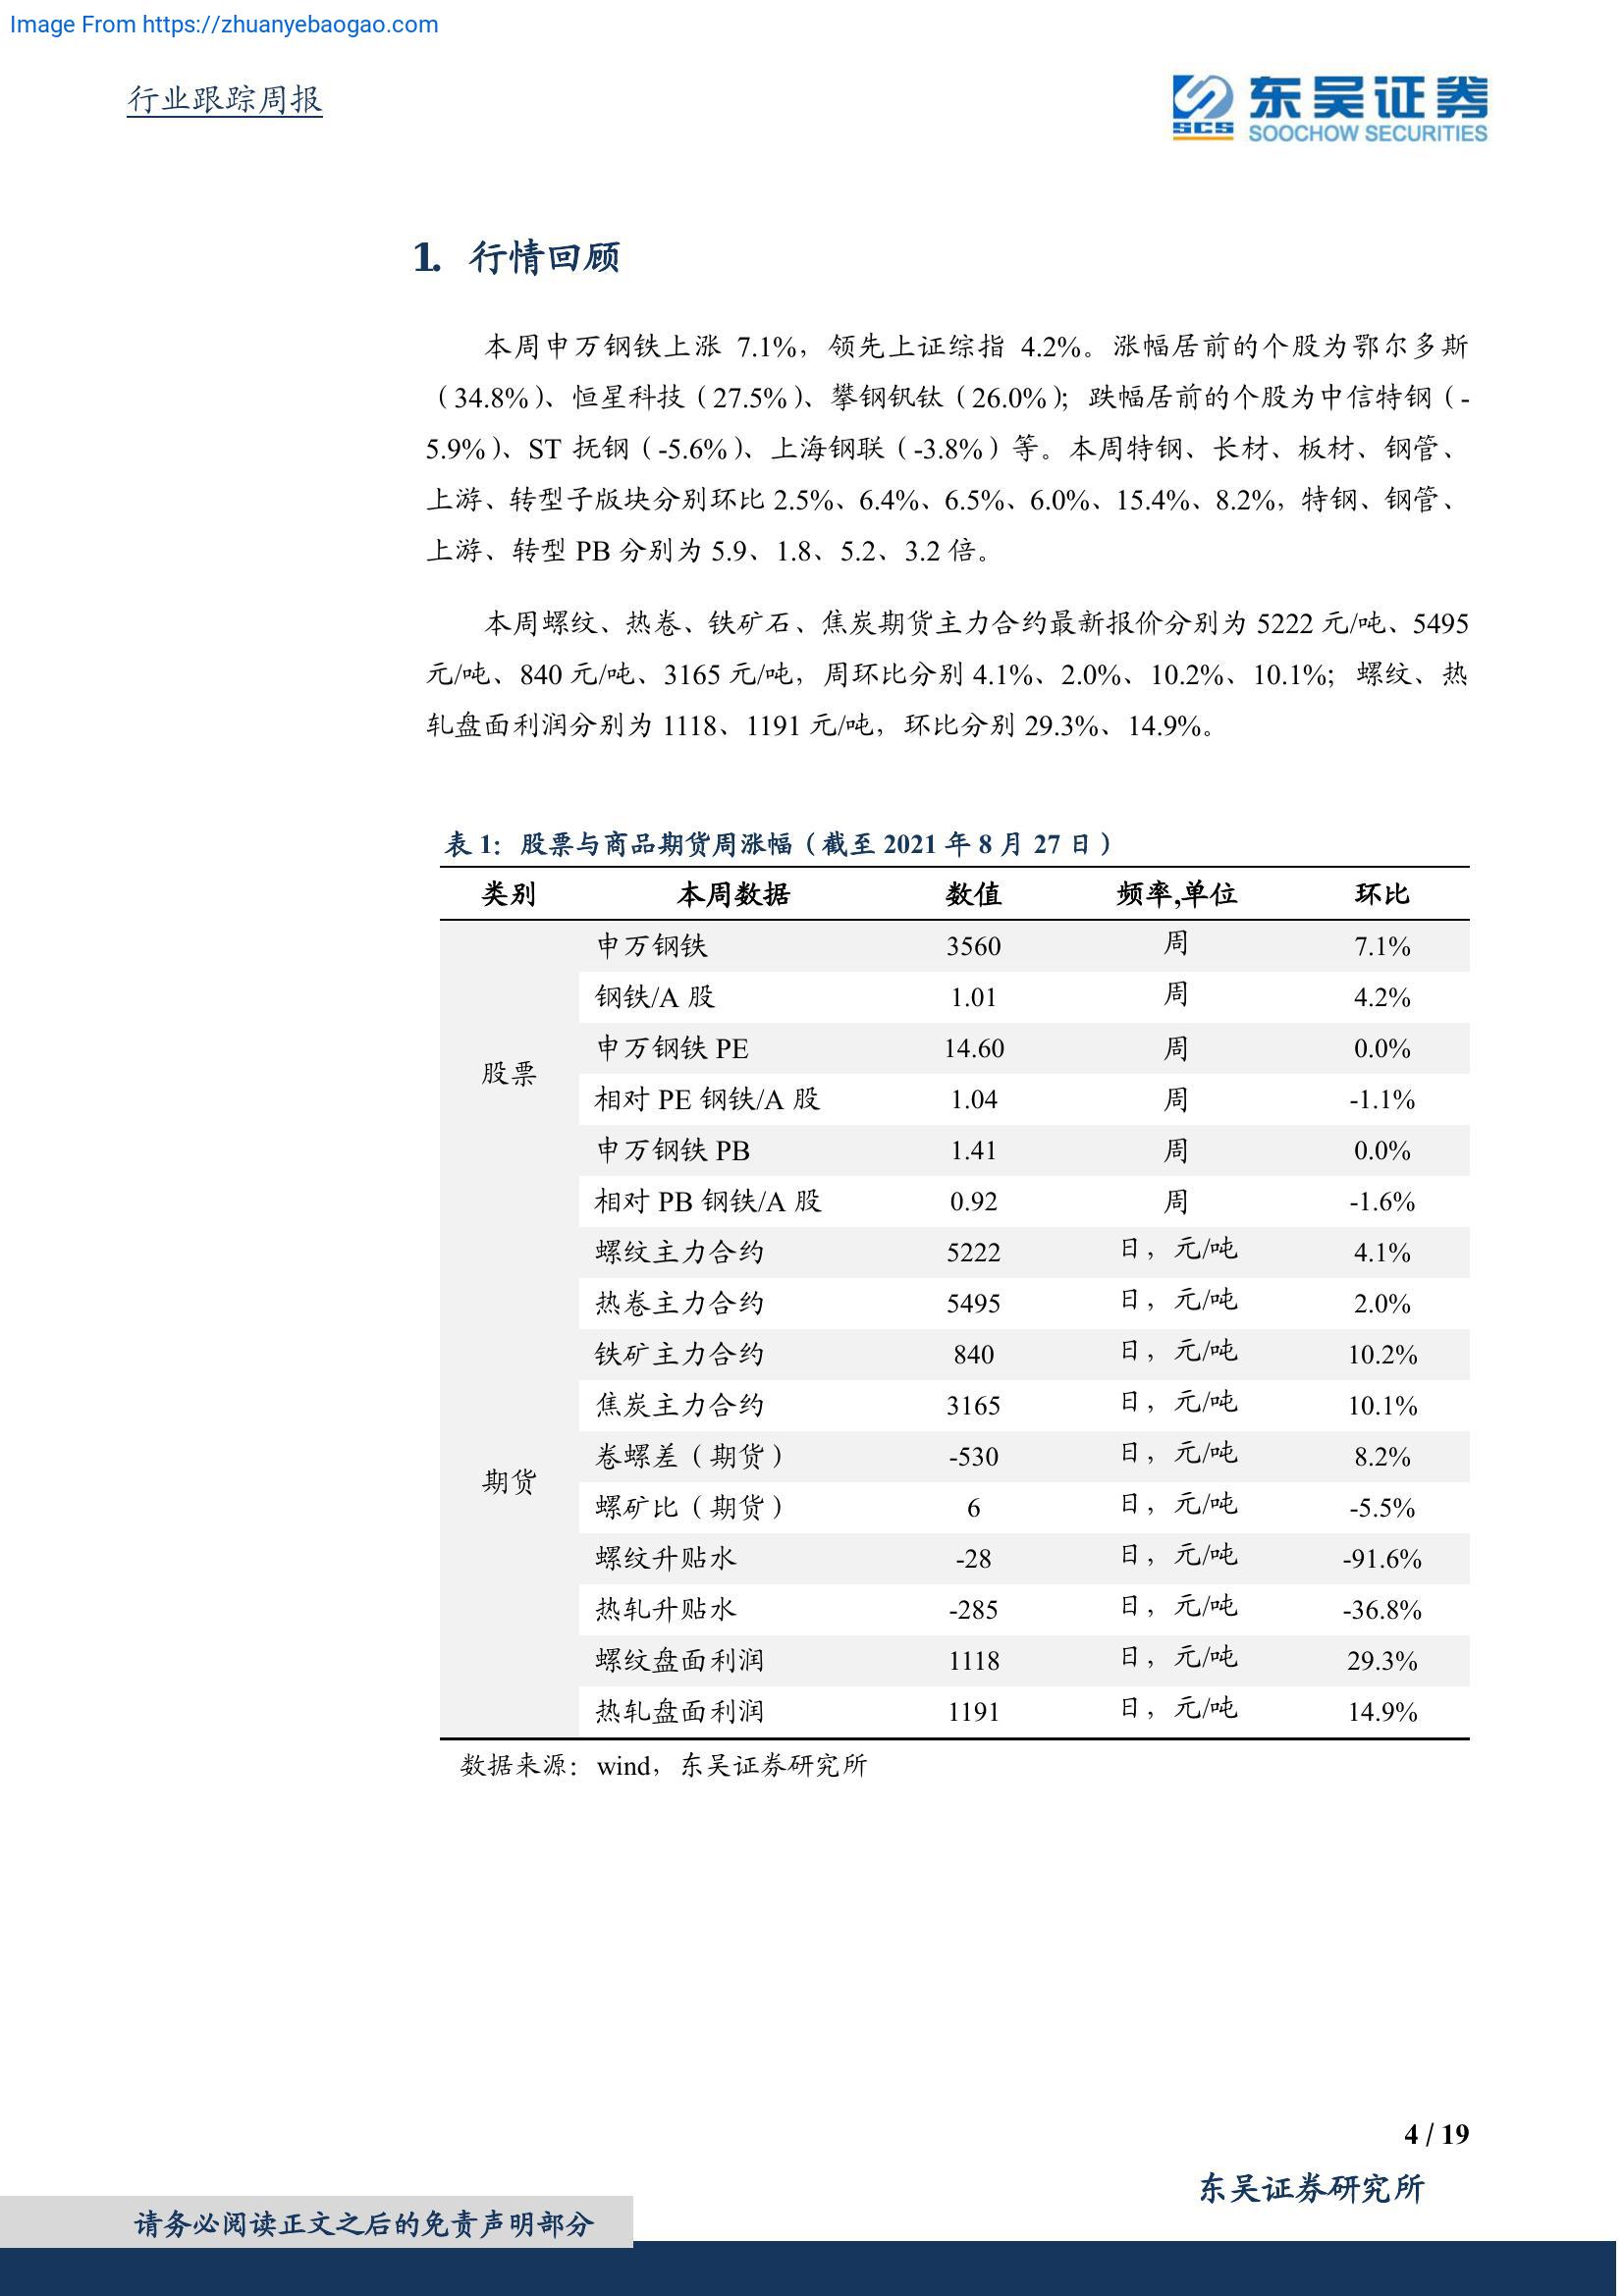 Image From https://zhuanyebaogao.com
行业跟踪周报
东吴证券
SCS
SOOCHOW SECURITIES
1. 行情回顾
本周申万钢铁上涨 7.1%，领先上证综指 4.2%。涨幅居前的个股为鄂尔多斯
（34.8%）、恒星科技（27.5%）、攀钢钒钛（26.0%）；跌幅居前的个股为中信特钢（-
5.9%）、ST 抚钢（-5.6%）、上海钢联（-3.8%）等。本周特钢、长材、板材、钢管、
上游、转型子版块分别环比 2.5%、6.4%、6.5%、6.0%、15.4%、8.2%，特钢、钢管、
上游、转型 PB 分别为 5.9、1.8、5.2、3.2 倍。
本周螺纹、热卷、铁矿石、焦炭期货主力合约最新报价分别为 5222 元/吨、5495
元/吨、840 元/吨、3165 元/吨，周环比分别 4.1%、2.0%、10.2%、10.1%；螺纹、热
轧盘面利润分别为 1118、1191 元/吨，环比分别 29.3%、14.9%。
表 1：股票与商品期货周涨幅（截至 2021 年 8 月 27 日）
类别 本周数据 数值 频率,单位 环比
申万钢铁 3560 周 7.1%
钢铁/A 股 1.01 周 4.2%
申万钢铁 PE 14.60 周 0.0%
股票
相对 PE 钢铁/A 股 1.04 周 -1.1%
申万钢铁 PB 1.41 周 0.0%
相对 PB 钢铁/A 股 0.92 周 -1.6%
螺纹主力合约 5222 日，元/吨 4.1%
热卷主力合约 5495 日，元/吨 2.0%
铁矿主力合约 840 日，元/吨 10.2%
焦炭主力合约 3165 日，元/吨 10.1%
卷螺差（期货） -530 日，元/吨 8.2%
期货
螺矿比（期货） 6 日，元/吨 -5.5%
螺纹升贴水 -28 日，元/吨 -91.6%
热轧升贴水 -285 日，元/吨 -36.8%
螺纹盘面利润 1118 日，元/吨 29.3%
热轧盘面利润 1191 日，元/吨 14.9%
数据来源：wind，东吴证券研究所
4 / 19
东吴证券研究所
请务必阅读正文之后的免责声明部分